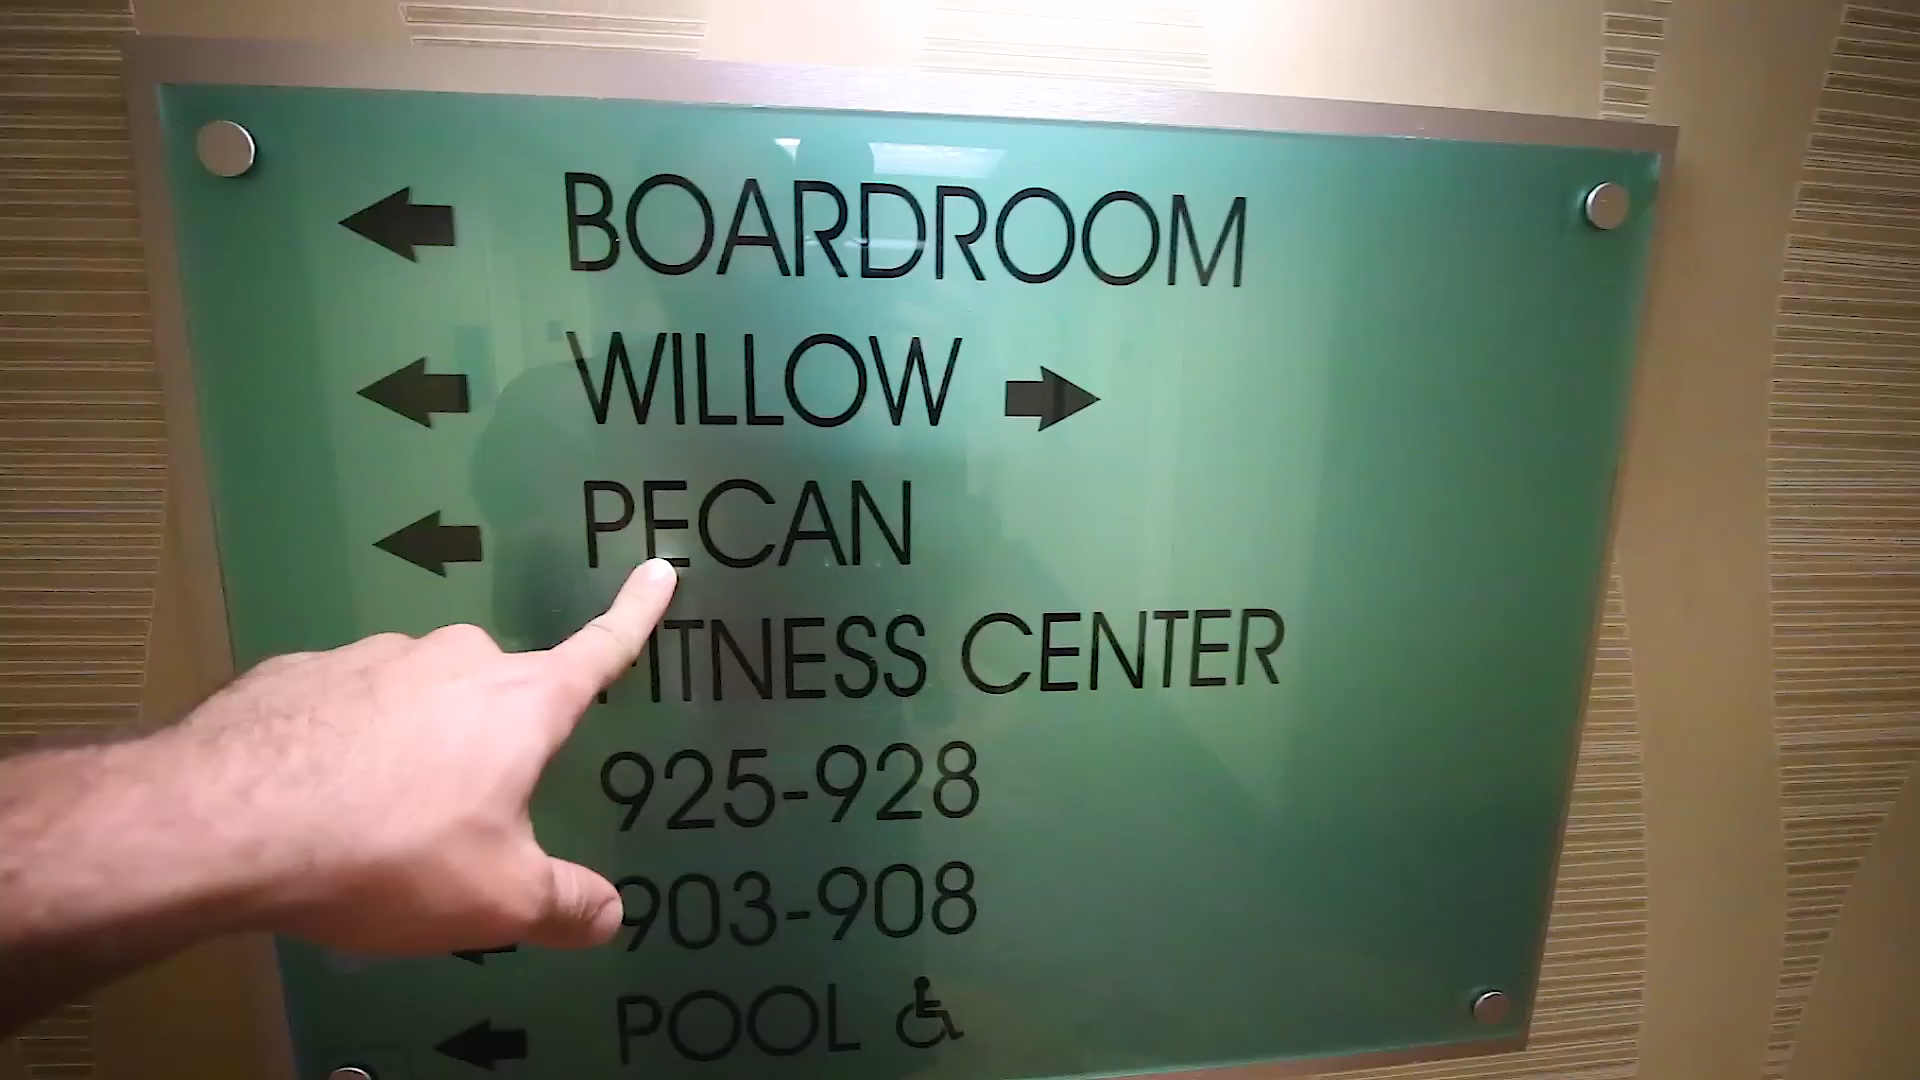 BOARDROOM
WILLOW
PECAN
FITNESS CENTER
925-928
903-908
POOL